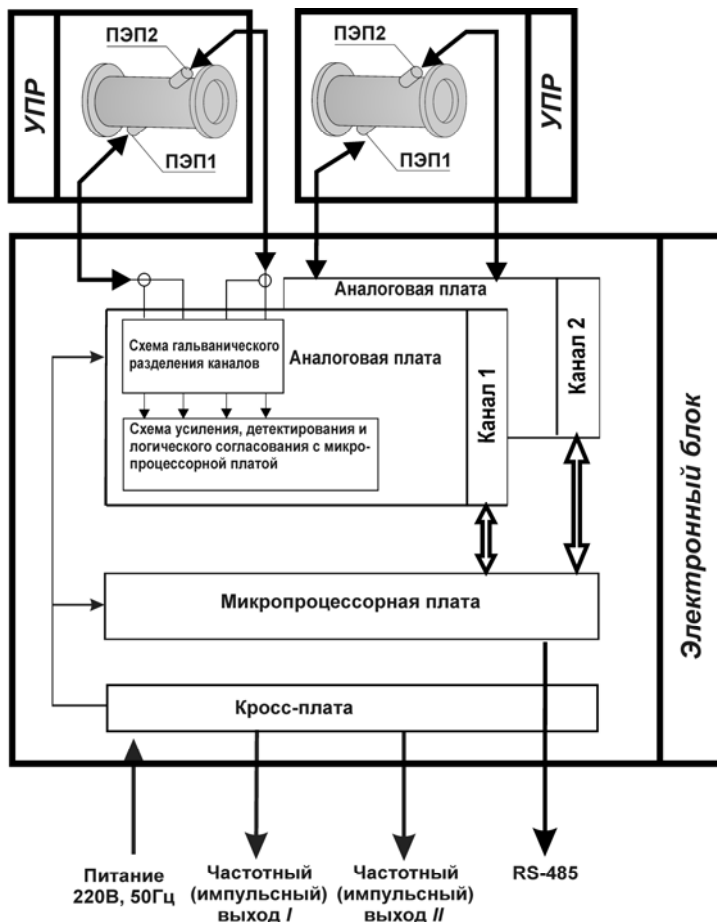 УПР
ПЭП2
ПЭП1
ПЭП2
ПЭП1
УПР
Аналоговая плата
Канал 2
Схема гальванического
разделения каналов
Аналоговая плата
Канал 1
Схема усиления, детектирования и
логического согласования с микро-
процессорной платой
Электронный блок
Микропроцессорная плата
Кросс-плата
Питание
220В, 50Гц
Частотный
(импульсный)
выход I
Частотный
(импульсный)
выход II
RS-485